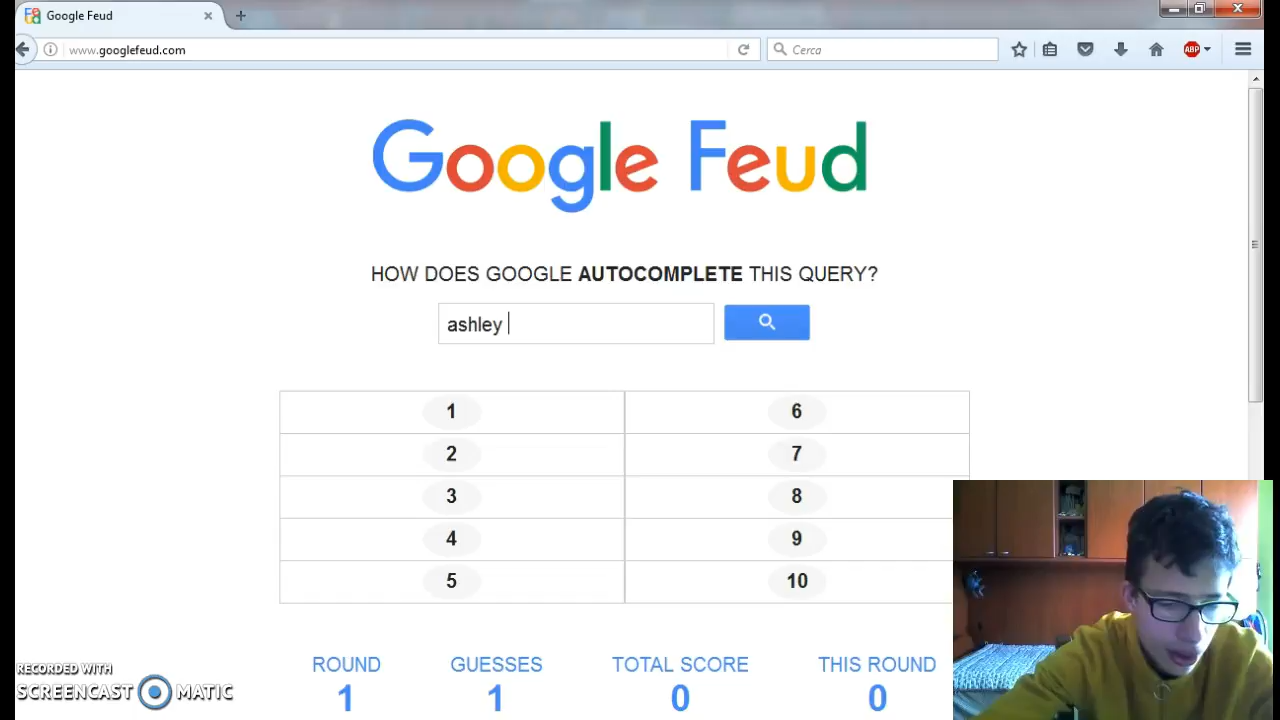 Google Feud
www.googlefeud.com
Cerca
ABP
Google Feud
HOW DOES GOOGLE AUTOCOMPLETE THIS QUERY?
ashley
1 6
2 7
3 8
4 9
5 10
ROUND GUESSES TOTAL SCORE THIS ROUND
1 1 0 0
RECORDED WITH
SCREENCAST MATIC